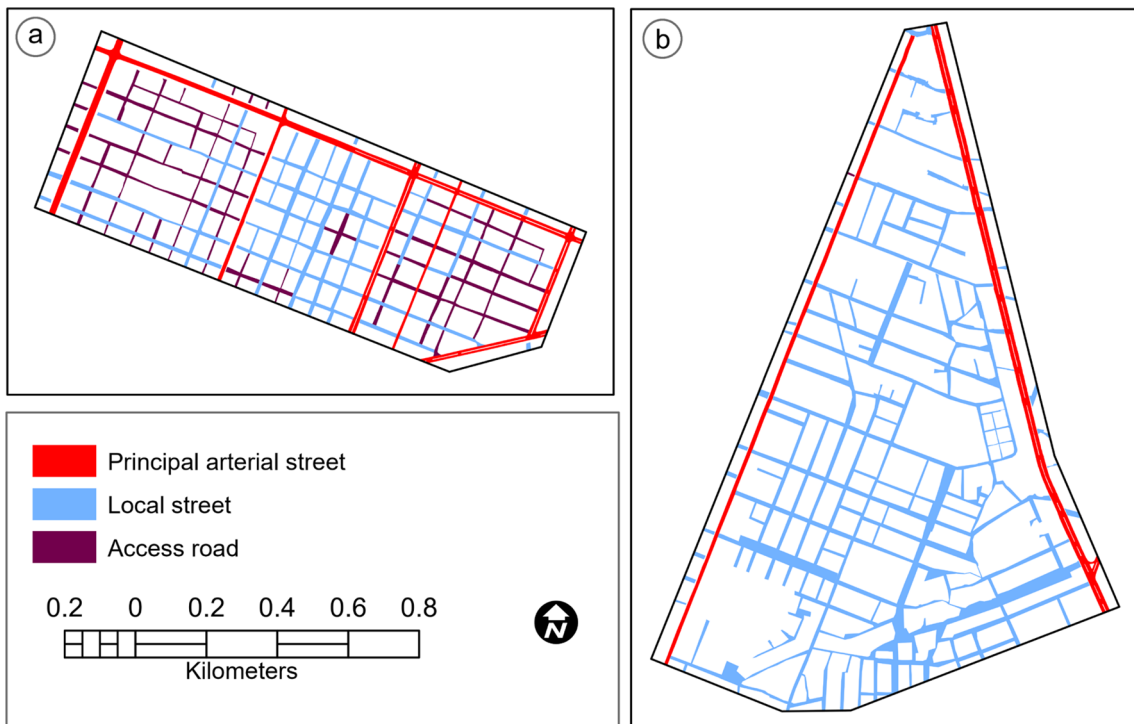 a
b
Principal arterial street
Local street
Access road
0.2 0 0.2 0.4 0.6 0.8
Kilometers
N